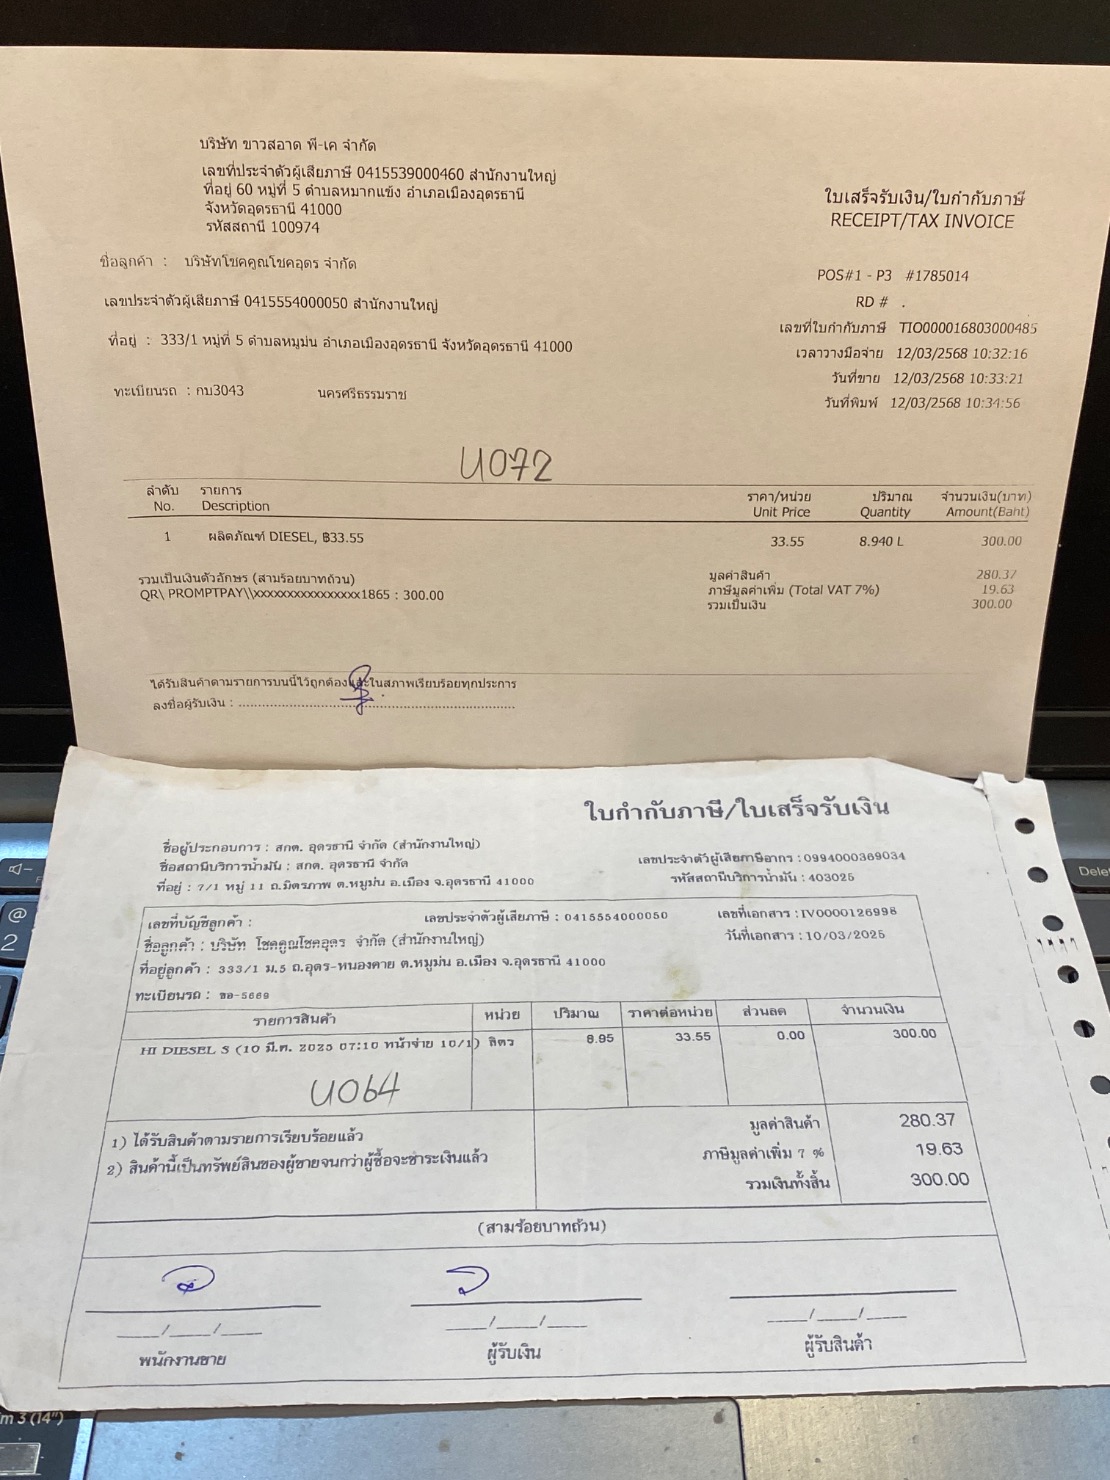 บริษัท ขาวสอาด พี-เค จำกัด
เลขที่ประจำตัวผู้เสียภาษี 0415539000460 สำนักงานใหญ่
ที่อยู่ 60 หมู่ที่ 5 ตำบลหมากแข้ง อำเภอเมืองอุดรธานี
จังหวัดอุดรธานี 41000
รหัสสถานี 100974
ใบเสร็จรับเงิน/ใบกำกับภาษี
RECEIPT/TAX INVOICE
ชื่อลูกค้า : บริษัทโชคคูณโชคอุดร จำกัด
POS#1 - P3 #1785014
เลขประจำตัวผู้เสียภาษี 0415554000050 สำนักงานใหญ่
RD # .
ที่อยู่ : 333/1 หมู่ที่ 5 ตำบลหมูม่น อำเภอเมืองอุดรธานี จังหวัดอุดรธานี 41000
เลขที่ใบกำกับภาษี TIO000016803000485
เวลาวางมือจ่าย 12/03/2568 10:32:16
วันที่ขาย 12/03/2568 10:33:21
วันที่พิมพ์ 12/03/2568 10:34:56
ทะเบียนรถ : กบ3043 นครศรีธรรมราช
U072
ลำดับ รายการ ราคา/หน่วย ปริมาณ จำนวนเงิน(บาท)
No. Description Unit Price Quantity Amount(Baht)
1 ผลิตภัณฑ์ DIESEL, ฿33.55 33.55 8.940 L 300.00
รวมเป็นเงินตัวอักษร (สามร้อยบาทถ้วน)
QR\ PROMPTPAY\\xxxxxxxxxxxxxxxx1865 : 300.00
มูลค่าสินค้า 280.37
ภาษีมูลค่าเพิ่ม (Total VAT 7%) 19.63
รวมเป็นเงิน 300.00
ได้รับสินค้าตามรายการบนนี้ไว้ถูกต้องและในสภาพเรียบร้อยทุกประการ
ลงชื่อผู้รับเงิน :
ใบกำกับภาษี/ใบเสร็จรับเงิน
ชื่อผู้ประกอบการ : สกต. อุดรธานี จำกัด (สำนักงานใหญ่)
ชื่อสถานีบริการน้ำมัน : สกต. อุดรธานี จำกัด
ที่อยู่ : 7/1 หมู่ 11 ถ.มิตรภาพ ต.หมูม่น อ.เมือง จ.อุดรธานี 41000
เลขประจำตัวผู้เสียภาษีอากร : 0994000369034
รหัสสถานีบริการน้ำมัน : 403025
เลขที่บัญชีลูกค้า : เลขประจำตัวผู้เสียภาษี : 0415554000050 เลขที่เอกสาร : IV0000126998
ชื่อลูกค้า : บริษัท โชคคูณโชคอุดร จำกัด (สำนักงานใหญ่) วันที่เอกสาร : 10/03/2025
ที่อยู่ลูกค้า : 333/1 ม.5 ถ.อุดร-หนองคาย ต.หมูม่น อ.เมือง จ.อุดรธานี 41000
ทะเบียนรถ : ขอ-5669
รายการสินค้า หน่วย ปริมาณ ราคาต่อหน่วย ส่วนลด จำนวนเงิน
HI DIESEL S (10 มี.ค. 2025 07:10 หน้าจ่าย 10/1) ลิตร 8.95 33.55 0.00 300.00
U064
1) ได้รับสินค้าตามรายการเรียบร้อยแล้ว
2) สินค้านี้เป็นทรัพย์สินของผู้ขายจนกว่าผู้ซื้อจะชำระเงินแล้ว
มูลค่าสินค้า 280.37
ภาษีมูลค่าเพิ่ม 7 % 19.63
รวมเงินทั้งสิ้น 300.00
(สามร้อยบาทถ้วน)
___/___/___ ___/___/___ ___/___/___
พนักงานขาย ผู้รับเงิน ผู้รับสินค้า
@
2
Dele
m 3 (14")